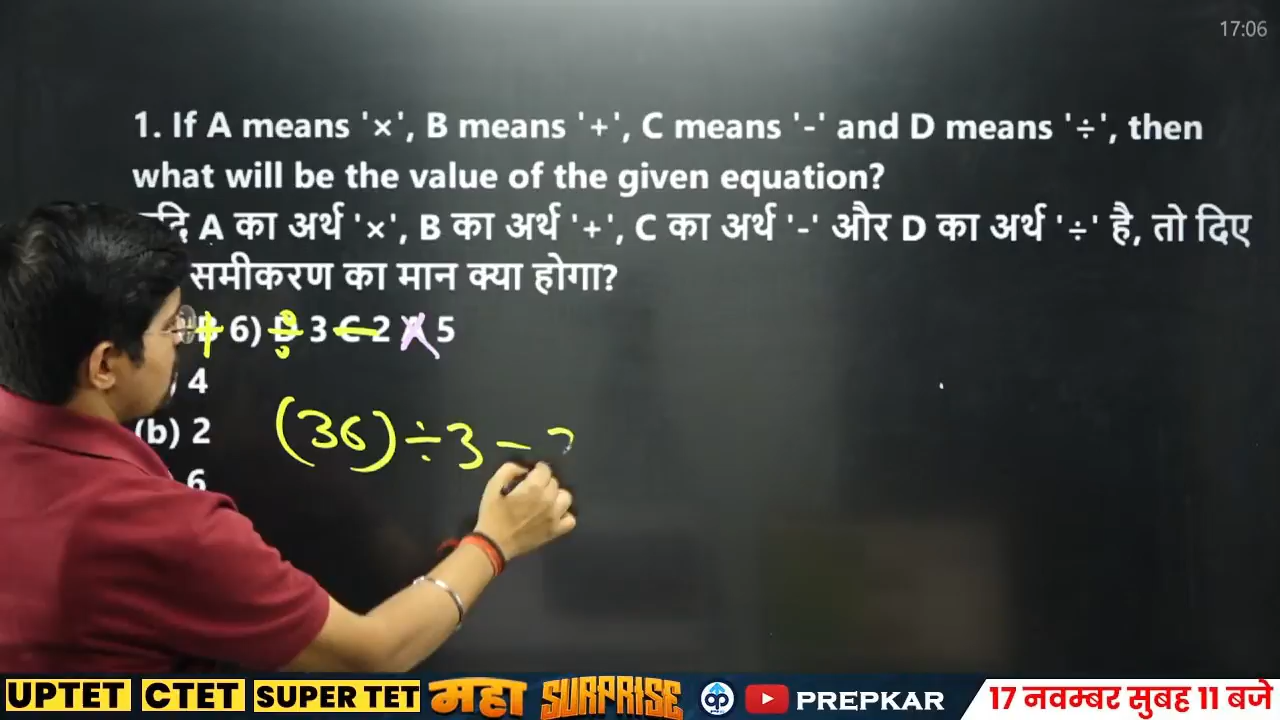 17:06
1. If A means '×', B means '+', C means '-' and D means '÷', then
what will be the value of the given equation?
A का अर्थ '×', B का अर्थ '+', C का अर्थ '-' और D का अर्थ '÷' है, तो दिए
समीकरण का मान क्या होगा?
B + 6) D ÷ 3 C - 2 A × 5
4
(b) 2
6
(36) ÷ 3 -
UPTET CTET SUPER TET महा SURPRISE PREPKAR 17 नवम्बर सुबह 11 बजे